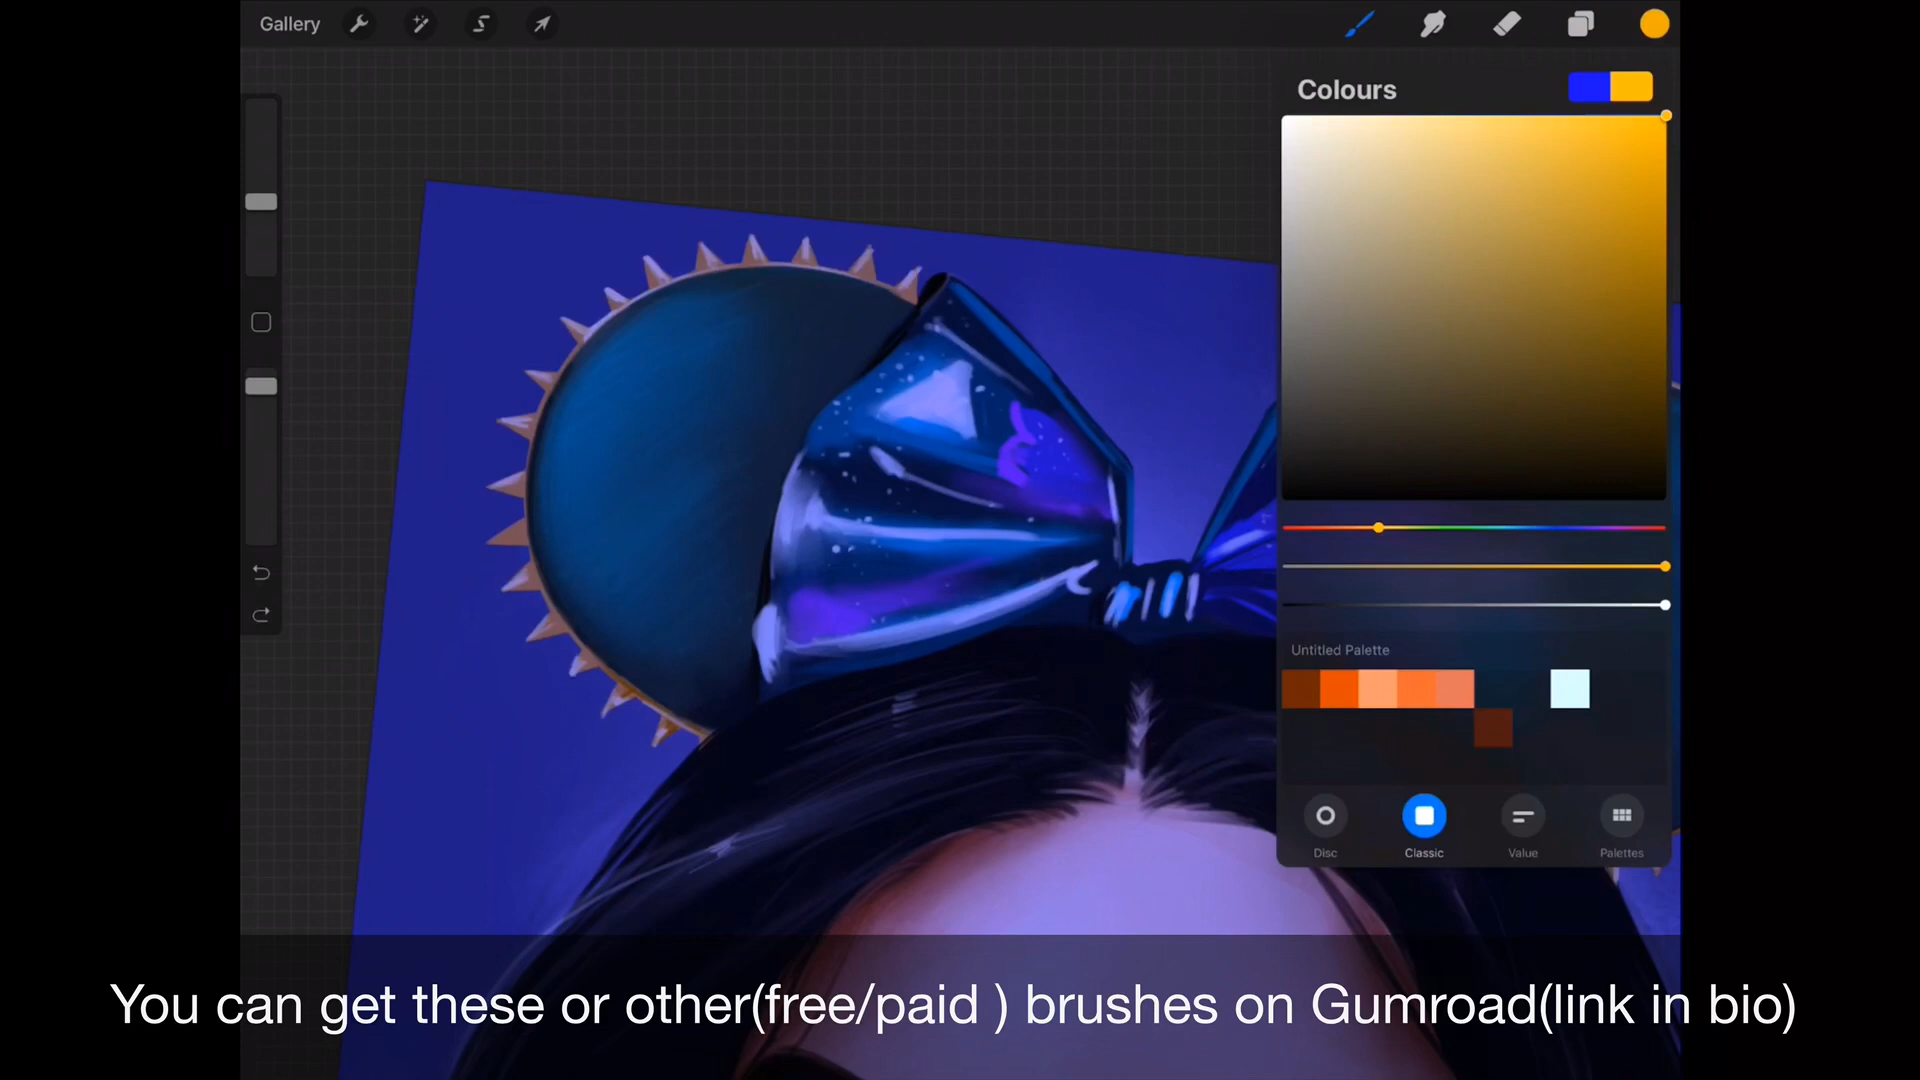 Gallery
Colours
Untitled Palette
Disc
Classic
Value
Palettes
You can get these or other(free/paid ) brushes on Gumroad(link in bio)